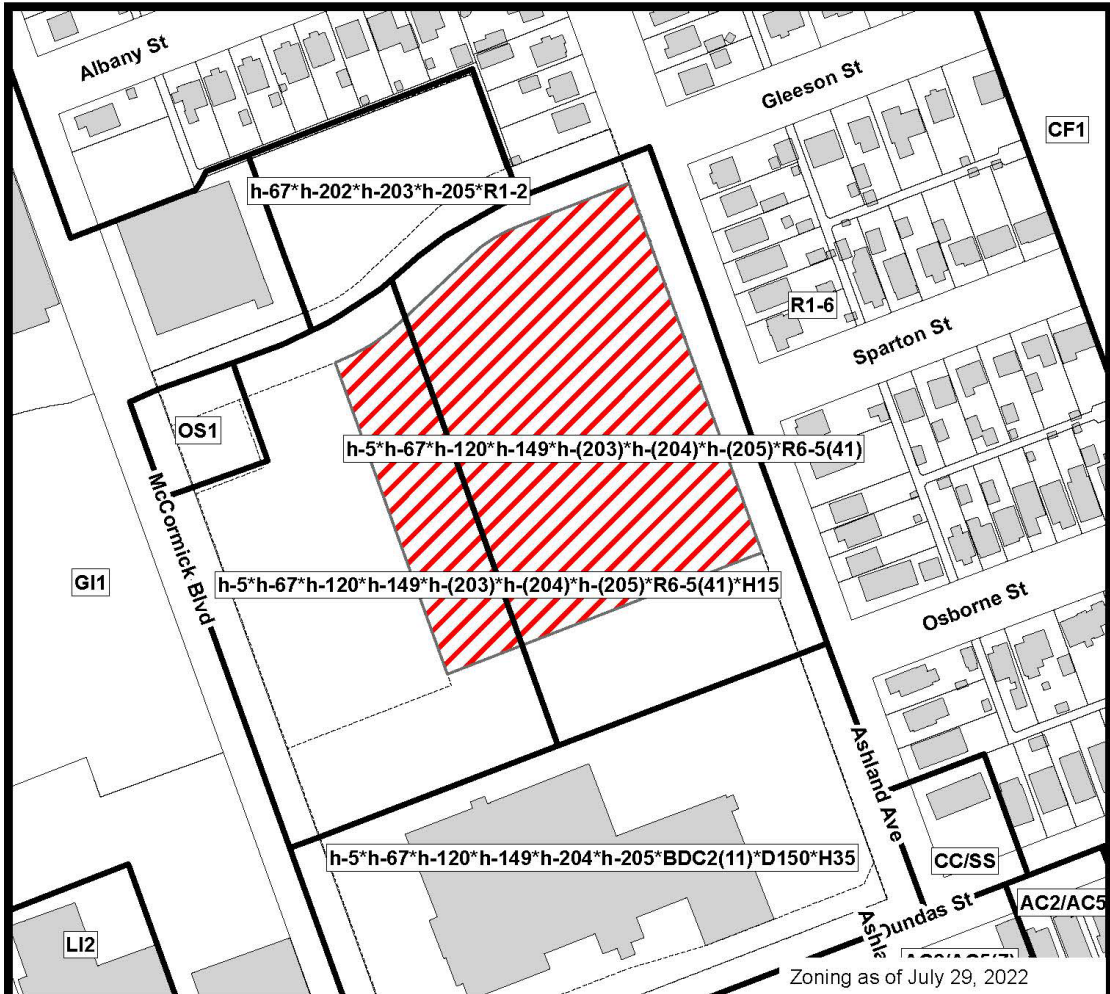 Albany St
Gleeson St
CF1
h-67*h-202*h-203*h-205*R1-2
R1-6
Sparton St
OS1
h-5*h-67*h-120*h-149*h-(203)*h-(204)*h-(205)*R6-5(41)
McCormick Blvd
GI1
h-5*h-67*h-120*h-149*h-(203)*h-(204)*h-(205)*R6-5(41)*H15
Osborne St
Ashland Ave
h-5*h-67*h-120*h-149*h-204*h-205*BDC2(11)*D150*H35
CC/SS
AC2/AC5
Dundas St
Ashla
LI2
Zoning as of July 29, 2022